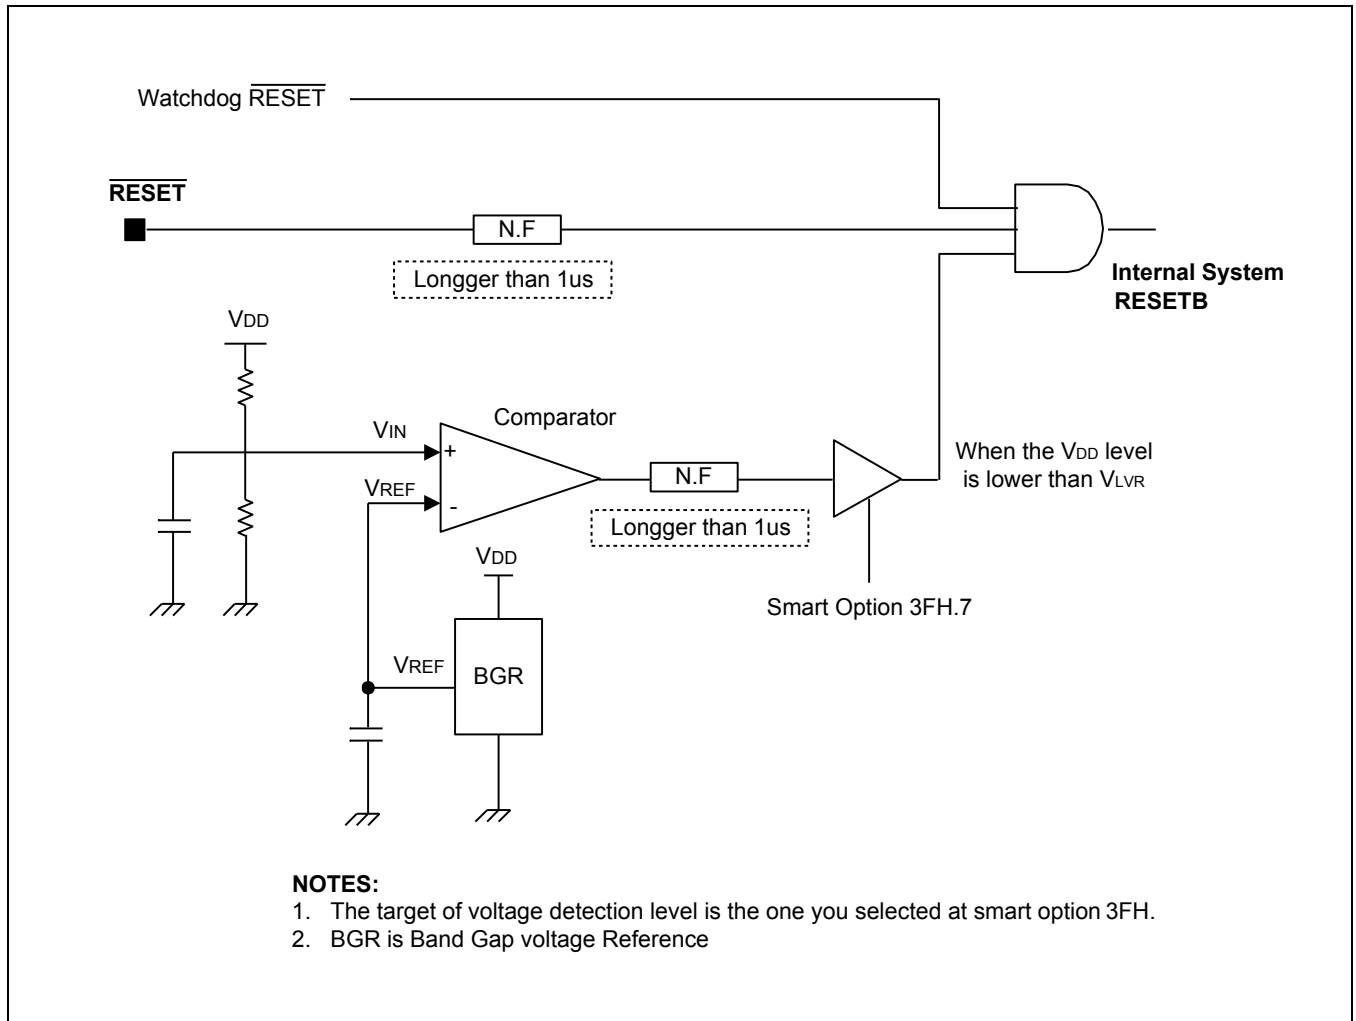 Watchdog RESET
RESET
N.F
Longger than 1us
Internal System
RESETB
VDD
Comparator
VIN
+
VREF
-
N.F
Longger than 1us
When the VDD level
is lower than VLVR
VDD
Smart Option 3FH.7
VREF
BGR
NOTES:
1. The target of voltage detection level is the one you selected at smart option 3FH.
2. BGR is Band Gap voltage Reference